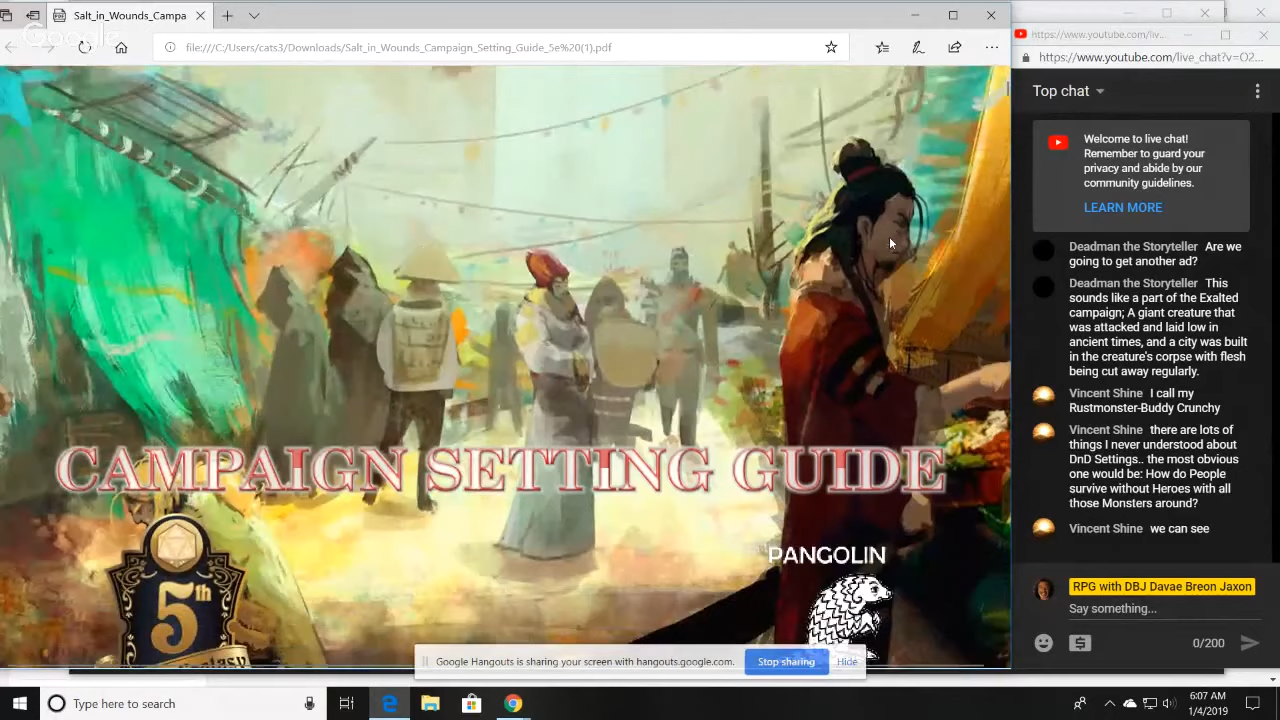 Salt_in_Wounds_Campa
Google
file:///C:/Users/cats3/Downloads/Salt_in_Wounds_Campaign_Setting_Guide_5e%20(1).pdf
CAMPAIGN SETTING GUIDE
5th
PANGOLIN
Google Hangouts is sharing your screen with hangouts.google.com.
Stop sharing
Hide
https://www.youtube.com/liv...
https://www.youtube.com/live_chat?v=O2...
Top chat
Welcome to live chat!
Remember to guard your
privacy and abide by our
community guidelines.
LEARN MORE
Deadman the Storyteller Are we
going to get another ad?
Deadman the Storyteller This
sounds like a part of the Exalted
campaign; A giant creature that
was attacked and laid low in
ancient times, and a city was built
in the creature's corpse with flesh
being cut away regularly.
Vincent Shine I call my
Rustmonster-Buddy Crunchy
Vincent Shine there are lots of
things I never understood about
DnD Settings.. the most obvious
one would be: How do People
survive without Heroes with all
those Monsters around?
Vincent Shine we can see
RPG with DBJ Davae Breon Jaxon
Say something...
0/200
Type here to search
6:07 AM
1/4/2019